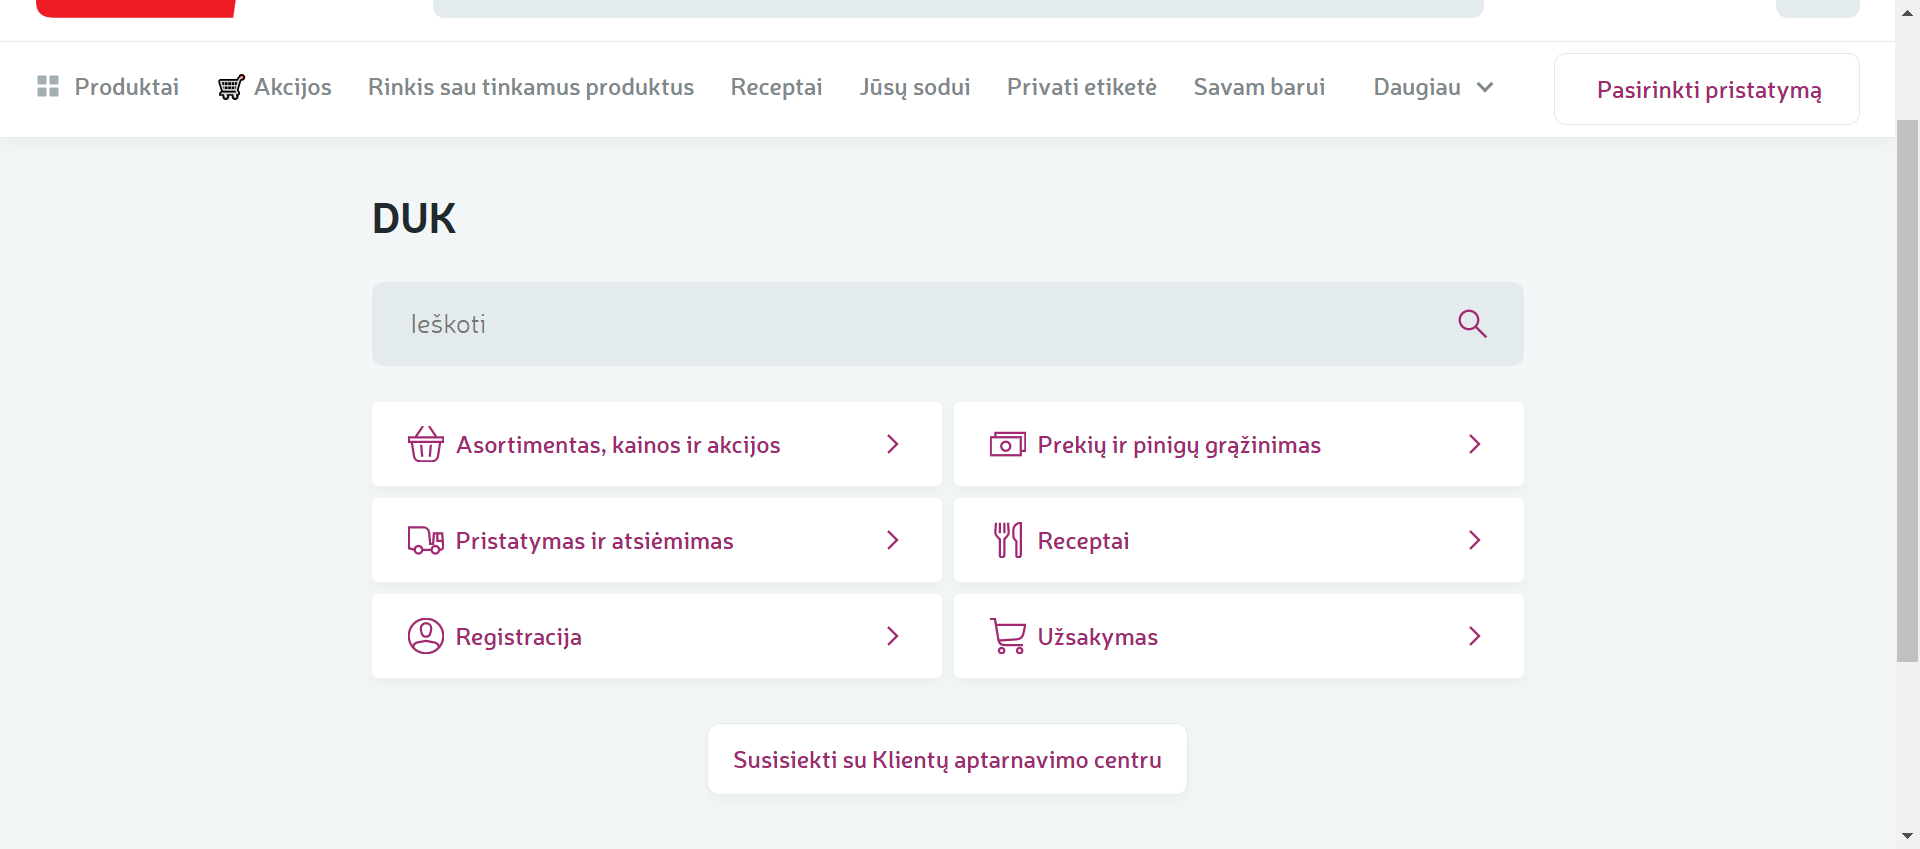 Produktai Akcijos Rinkis sau tinkamus produktus Receptai Jūsų sodui Privati etiketė Savam barui Daugiau Pasirinkti pristatymą
DUK
Ieškoti
Asortimentas, kainos ir akcijos
Prekių ir pinigų grąžinimas
Pristatymas ir atsiėmimas
Receptai
Registracija
Užsakymas
Susisiekti su Klientų aptarnavimo centru